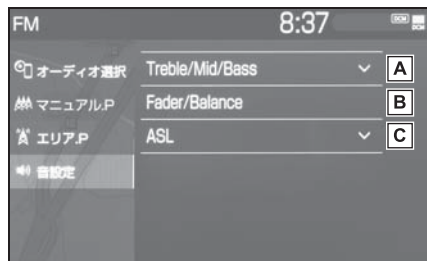 FM 8:37 DCM DCM
オーディオ選択 Treble/Mid/Bass A
マニュアル.P Fader/Balance B
エリア.P ASL C
音設定